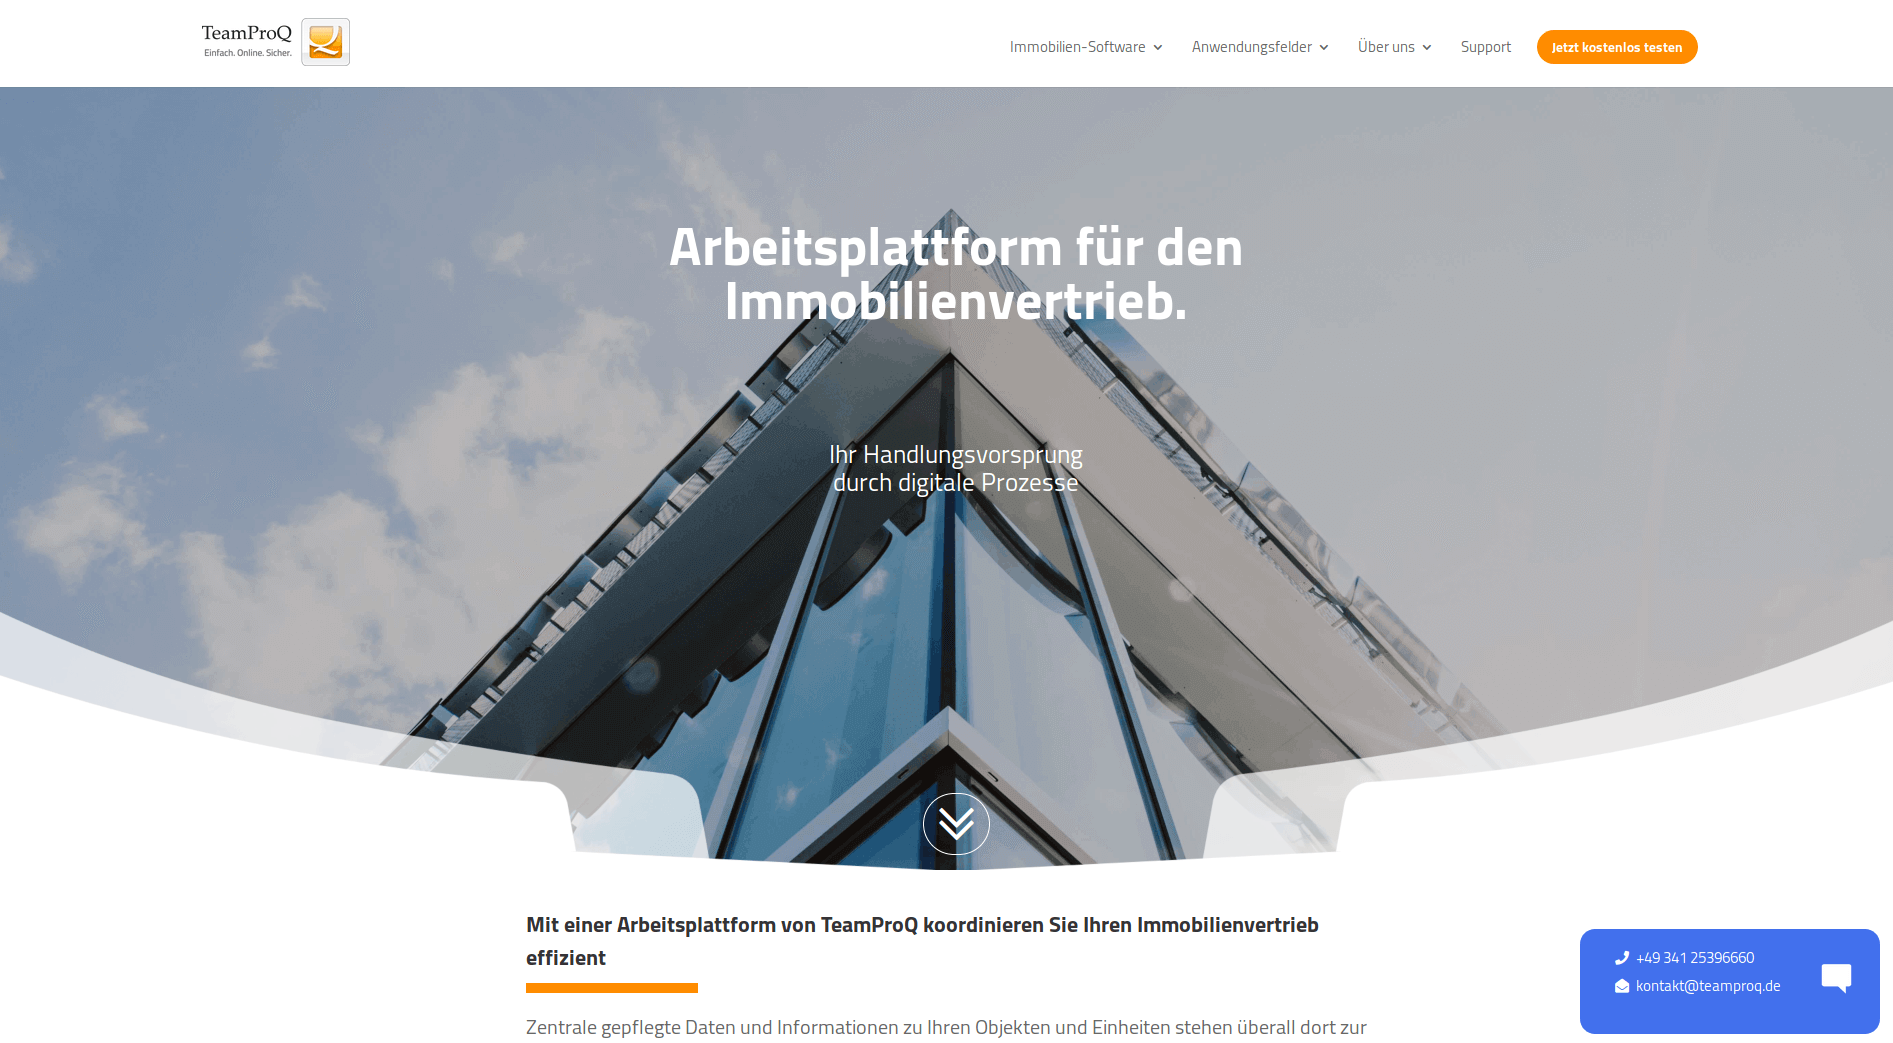 TeamProQ
Einfach. Online. Sicher.
Immobilien-Software
Anwendungsfelder
Über uns
Support
Jetzt kostenlos testen
Arbeitsplattform für den
Immobilienvertrieb.
Ihr Handlungsvorsprung
durch digitale Prozesse
Mit einer Arbeitsplattform von TeamProQ koordinieren Sie Ihren Immobilienvertrieb
effizient
Zentrale gepflegte Daten und Informationen zu Ihren Objekten und Einheiten stehen überall dort zur
+49 341 25396660
kontakt@teamproq.de